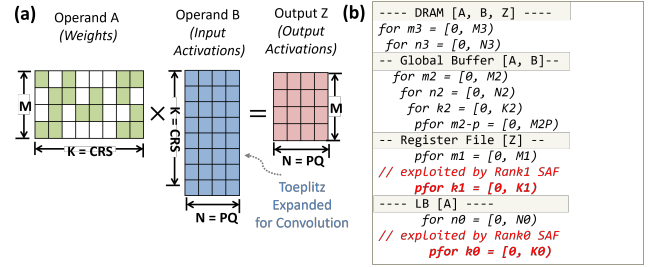 (a)
Operand A
(Weights)
Operand B
(Input
Activations)
Output Z
(Output
Activations)
M
×
K = CRS
=
M
K = CRS
N = PQ
N = PQ
Toeplitz
Expanded
for Convolution
(b)
---- DRAM [A, B, Z] ----
for m3 = [0, M3)
for n3 = [0, N3)
-- Global Buffer [A, B]--
for m2 = [0, M2)
for n2 = [0, N2)
for k2 = [0, K2)
pfor m2-p = [0, M2P)
-- Register File [Z] --
pfor m1 = [0, M1)
// exploited by Rank1 SAF
pfor k1 = [0, K1)
---- LB [A] ----
for n0 = [0, N0)
// exploited by Rank0 SAF
pfor k0 = [0, K0)